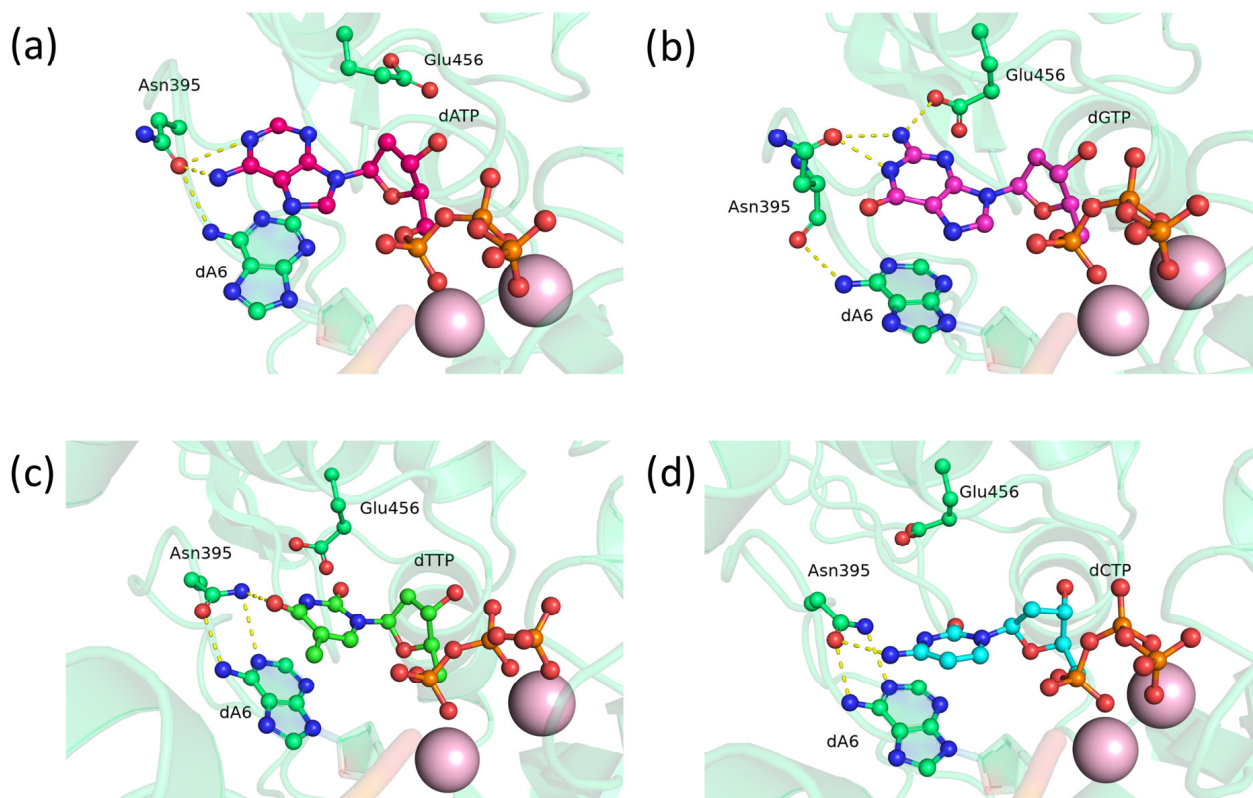 (a)
Glu456
Asn395
dATP
dA6
(b)
Glu456
dGTP
Asn395
dA6
(c)
Glu456
Asn395
dTTP
dA6
(d)
Glu456
Asn395
dCTP
dA6